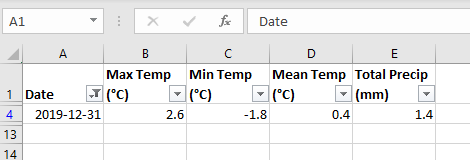 A1 Date
A B C D E
Max Temp Min Temp Mean Temp Total Precip
1 Date (°C) (°C) (°C) (mm)
4 2019-12-31 2.6 -1.8 0.4 1.4
13
14